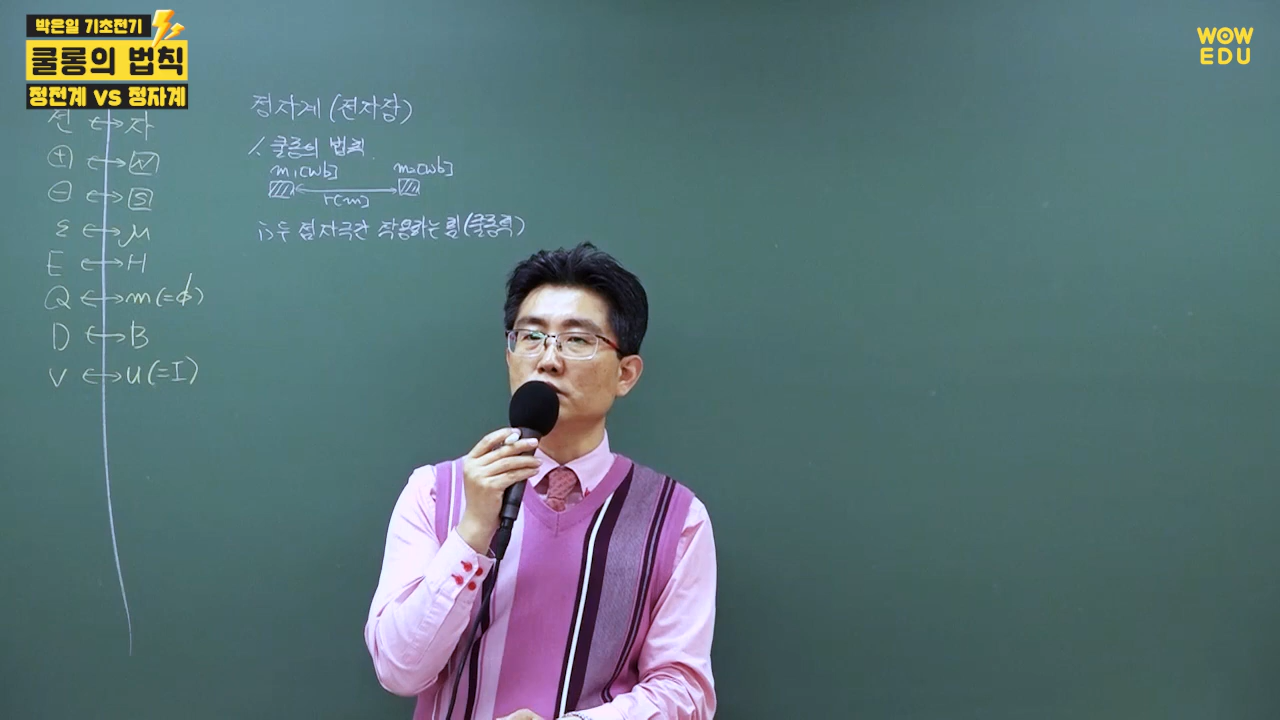 박은일 기초전기
쿨롱의 법칙
정전계 vs 정자계
WOW
EDU
전 ↔ 자
⊕ ↔ N
⊖ ↔ S
ε ↔ μ
E ↔ H
Q ↔ m(=ϕ)
D ↔ B
V ↔ u(=I)
정자계 (전자장)
1. 쿨롱의 법칙
m₁[wb] m₂[wb]
r[m]
i) 두 점자극간 작용하는 힘(쿨롱력)